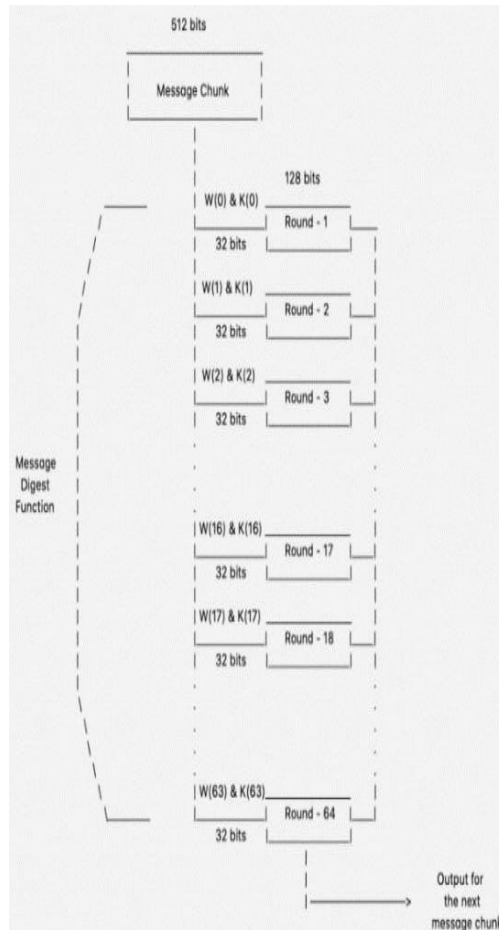 512 bits
Message Chunk
128 bits
W(0) & K(0)
Round - 1
32 bits
W(1) & K(1)
Round - 2
32 bits
W(2) & K(2)
Round - 3
32 bits
Message
Digest
Function
W(16) & K(16)
Round - 17
32 bits
W(17) & K(17)
Round - 18
32 bits
W(63) & K(63)
Round - 64
32 bits
Output for
the next
message chunk